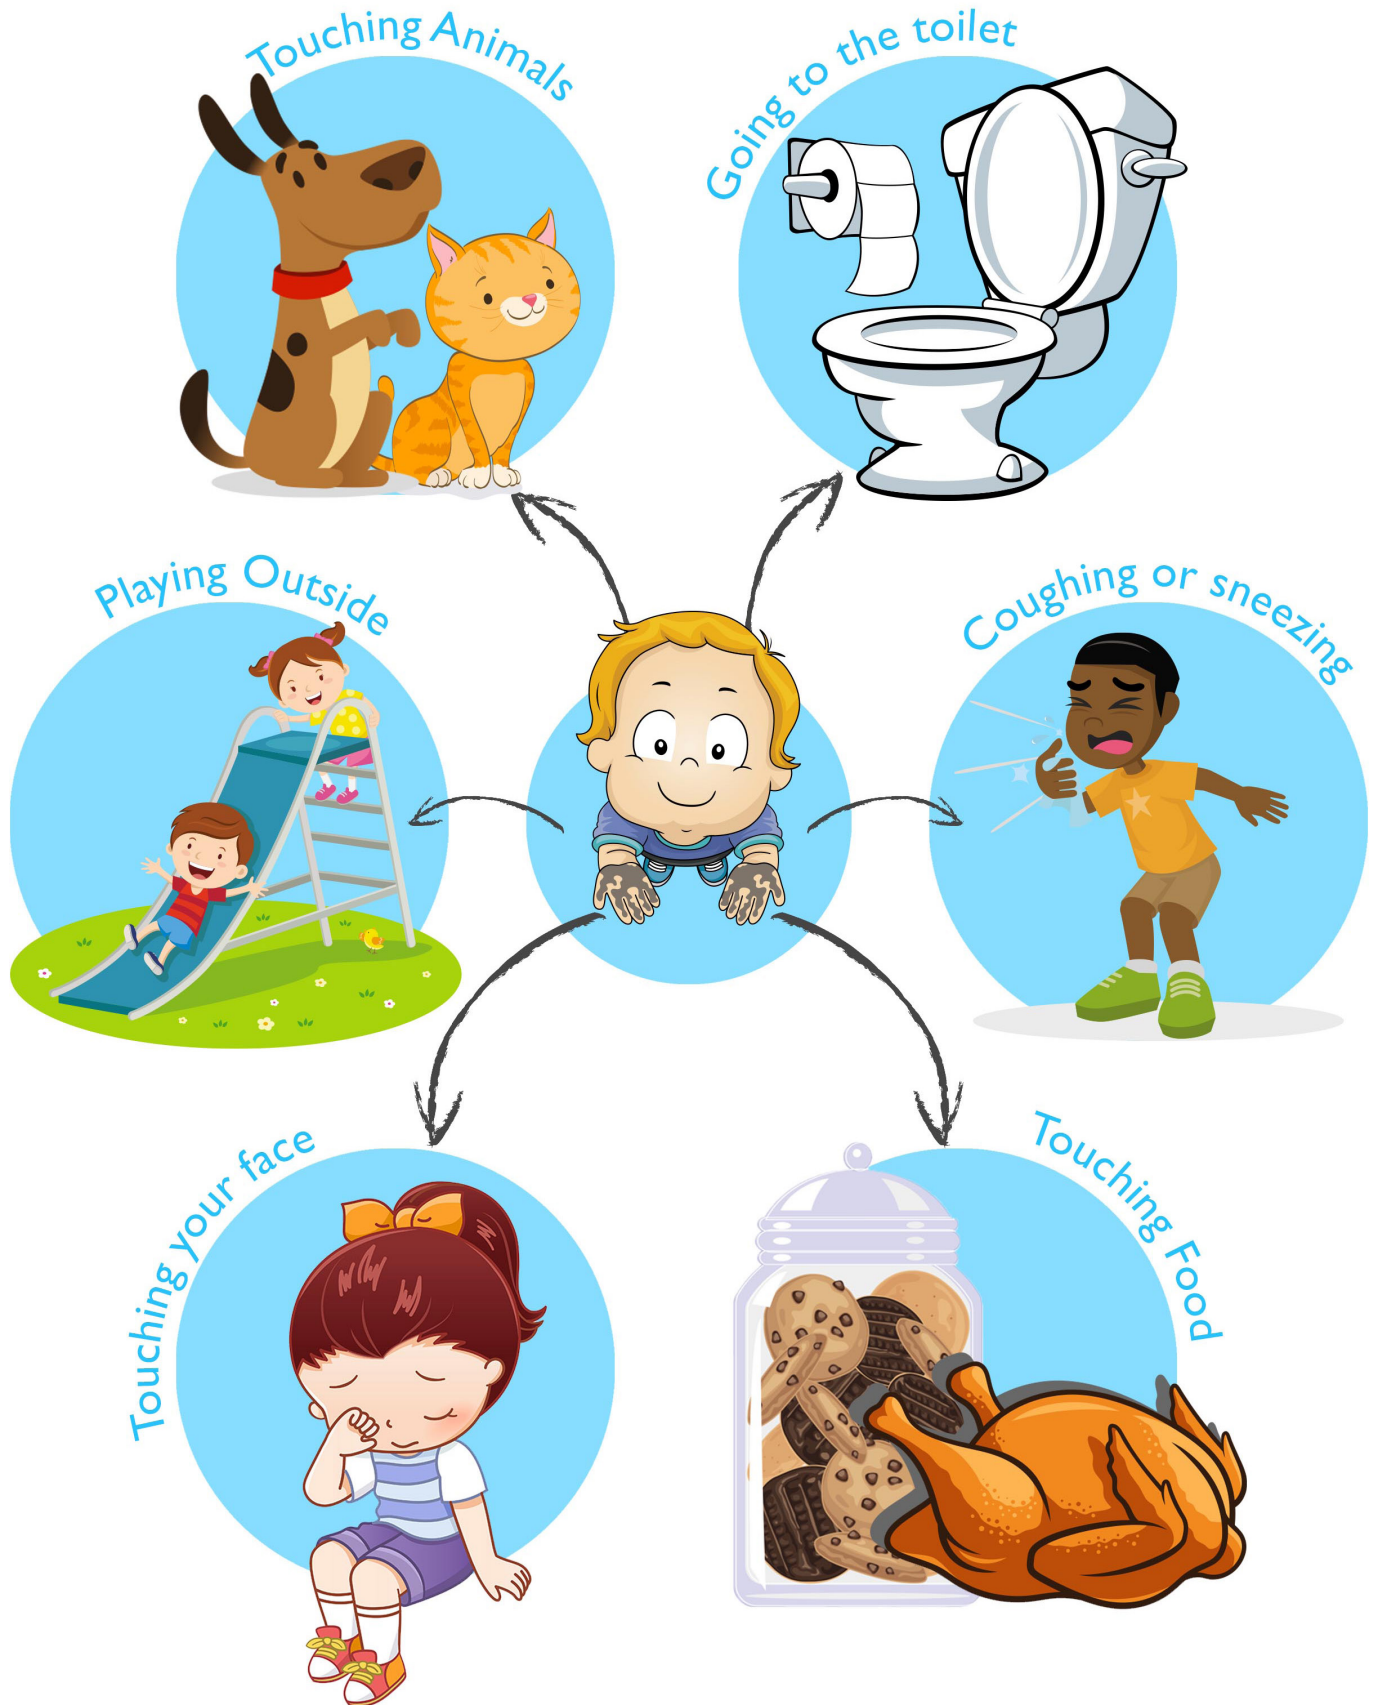 Touching Animals
Going to the toilet
Playing Outside
Coughing or sneezing
Touching your face
Touching Food